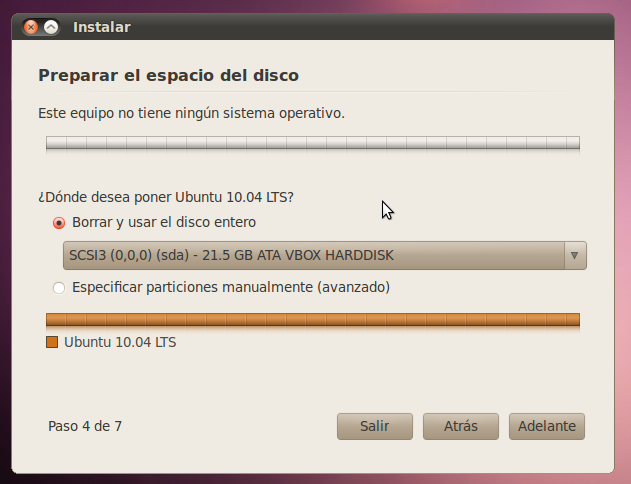 Instalar
Preparar el espacio del disco
Este equipo no tiene ningún sistema operativo.
¿Dónde desea poner Ubuntu 10.04 LTS?
Borrar y usar el disco entero
SCSI3 (0,0,0) (sda) - 21.5 GB ATA VBOX HARDDISK
Especificar particiones manualmente (avanzado)
Ubuntu 10.04 LTS
Paso 4 de 7
Salir
Atrás
Adelante